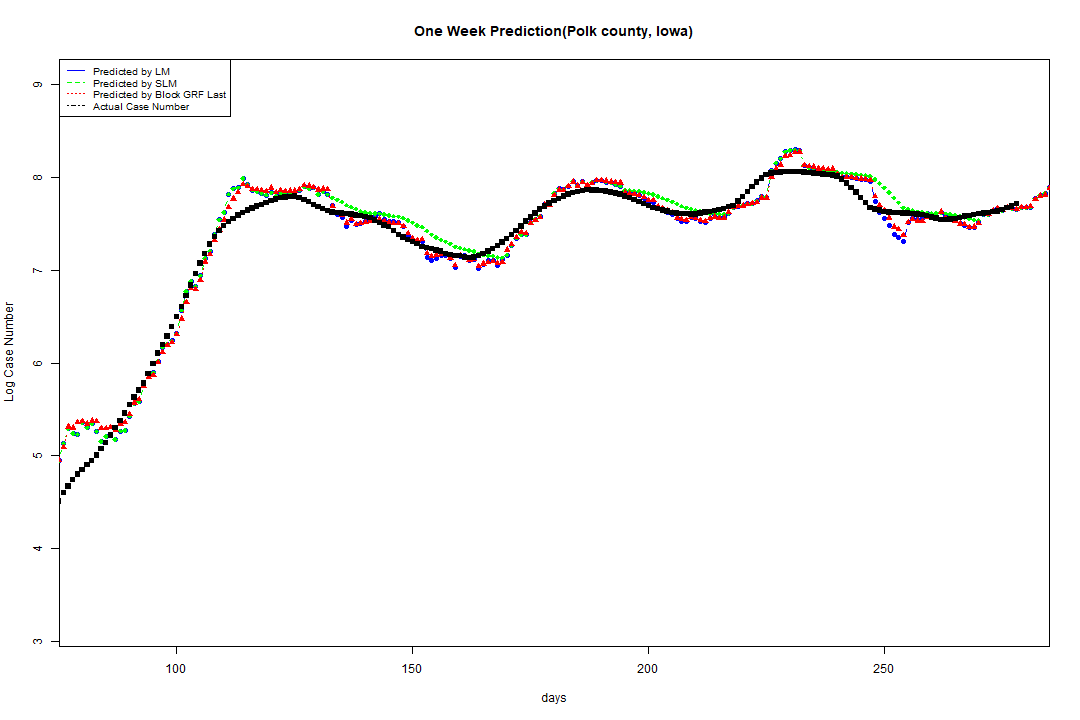 One Week Prediction(Polk county, Iowa)
Predicted by LM
Predicted by SLM
Predicted by Block GRF Last
Actual Case Number
9
8
7
6
5
4
3
Log Case Number
100 150 200 250
days